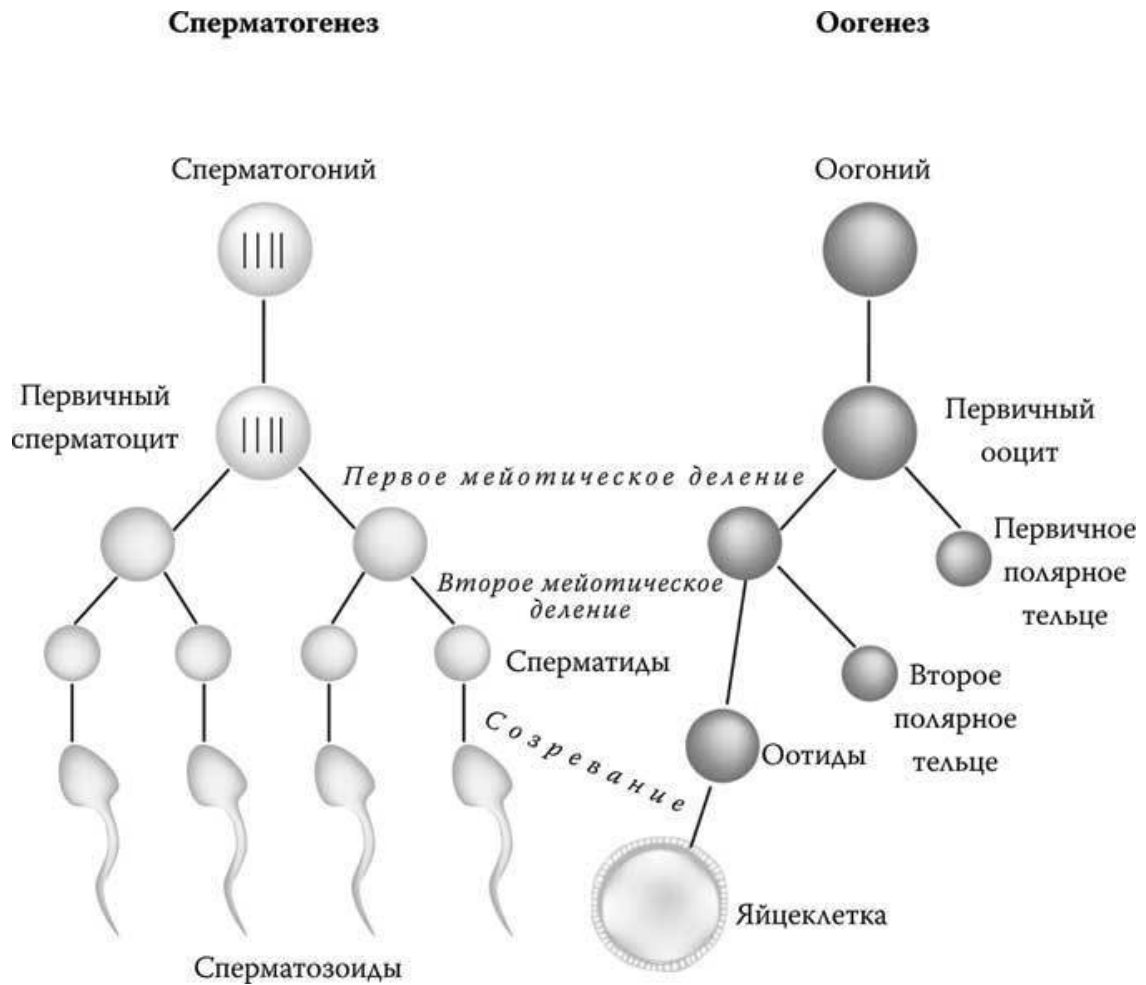 Сперматогенез
Оогенез
Сперматогоний
Оогоний
Первичный
сперматоцит
Первичный
ооцит
Первое мейотическое деление
Первичное
полярное
тельце
Второе мейотическое
деление
Сперматиды
Второе
полярное
тельце
Созревание
Оотиды
Яйцеклетка
Сперматозоиды